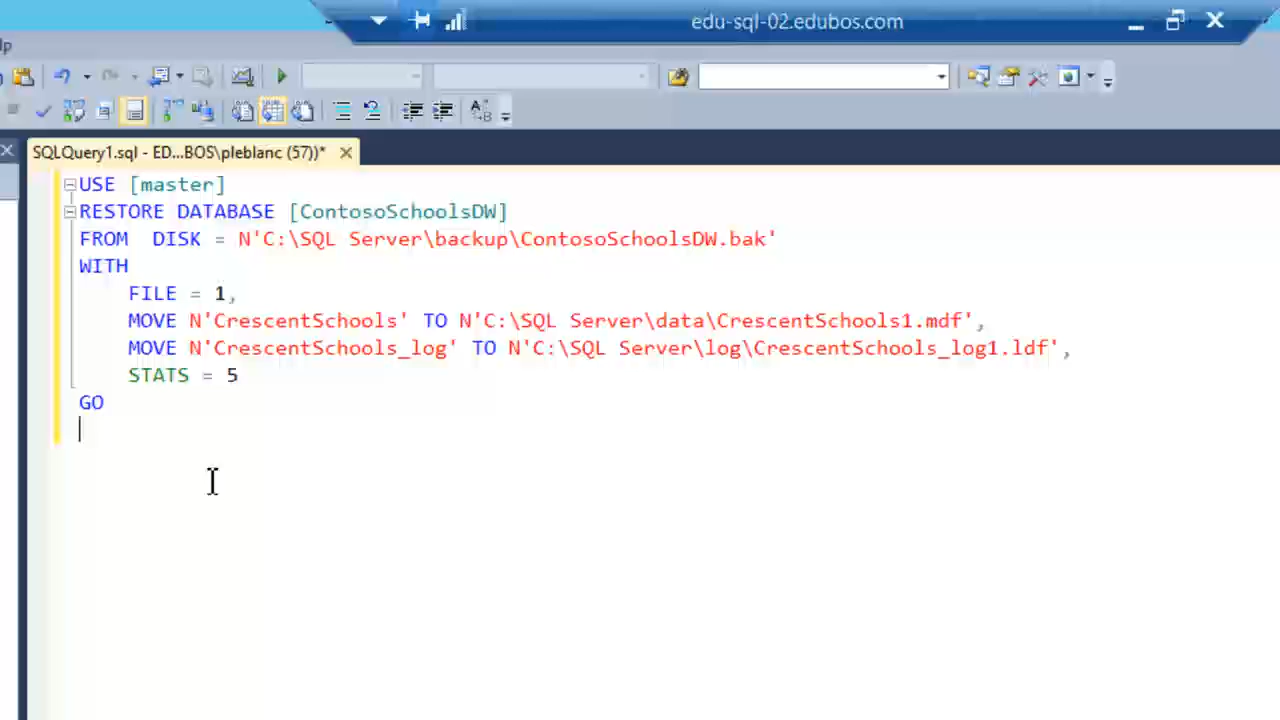 edu-sql-02.edubos.com
lp
SQLQuery1.sql - ED...BOS\pleblanc (57))*
USE [master]
RESTORE DATABASE [ContosoSchoolsDW]
FROM  DISK = N'C:\SQL Server\backup\ContosoSchoolsDW.bak'
WITH
    FILE = 1,
    MOVE N'CrescentSchools' TO N'C:\SQL Server\data\CrescentSchools1.mdf',
    MOVE N'CrescentSchools_log' TO N'C:\SQL Server\log\CrescentSchools_log1.ldf',
    STATS = 5
GO